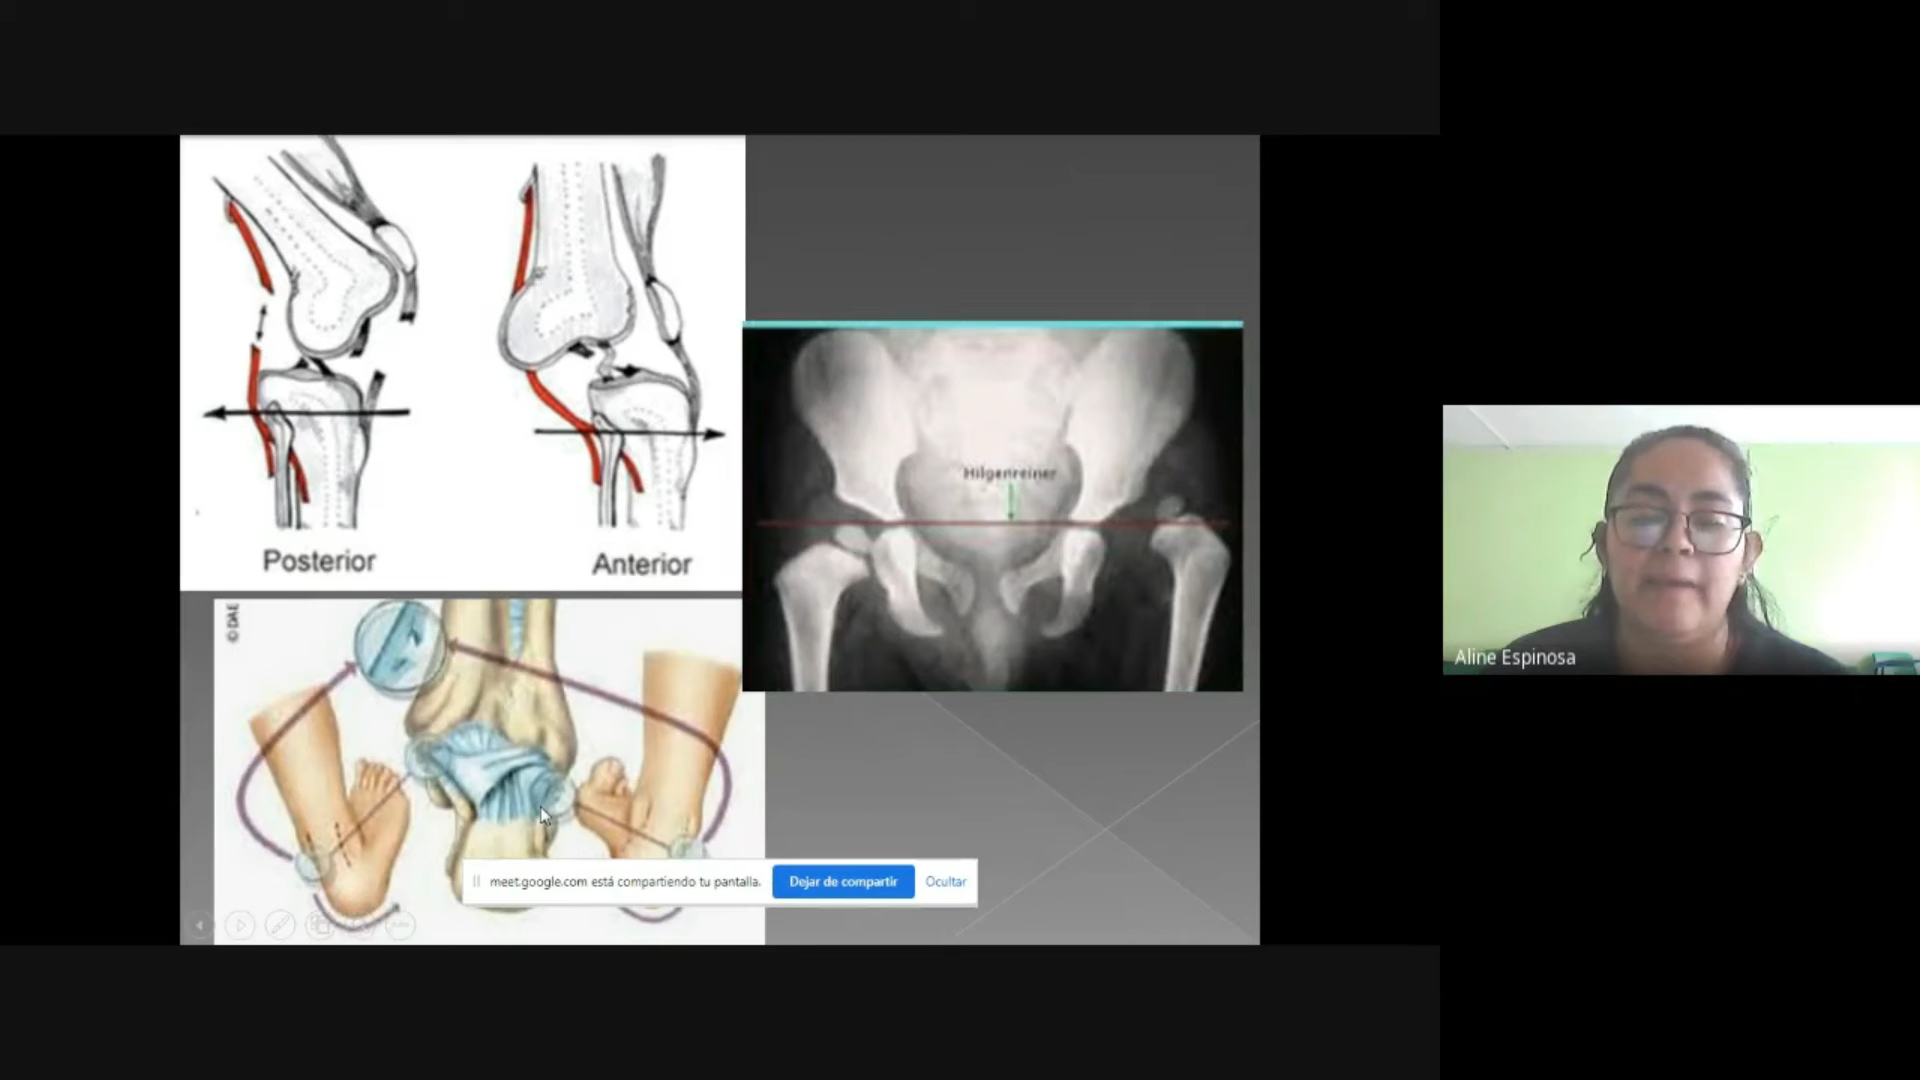 Posterior
Anterior
Hilgenreiner
© DAE
meet.google.com está compartiendo tu pantalla.
Dejar de compartir
Ocultar
Aline Espinosa